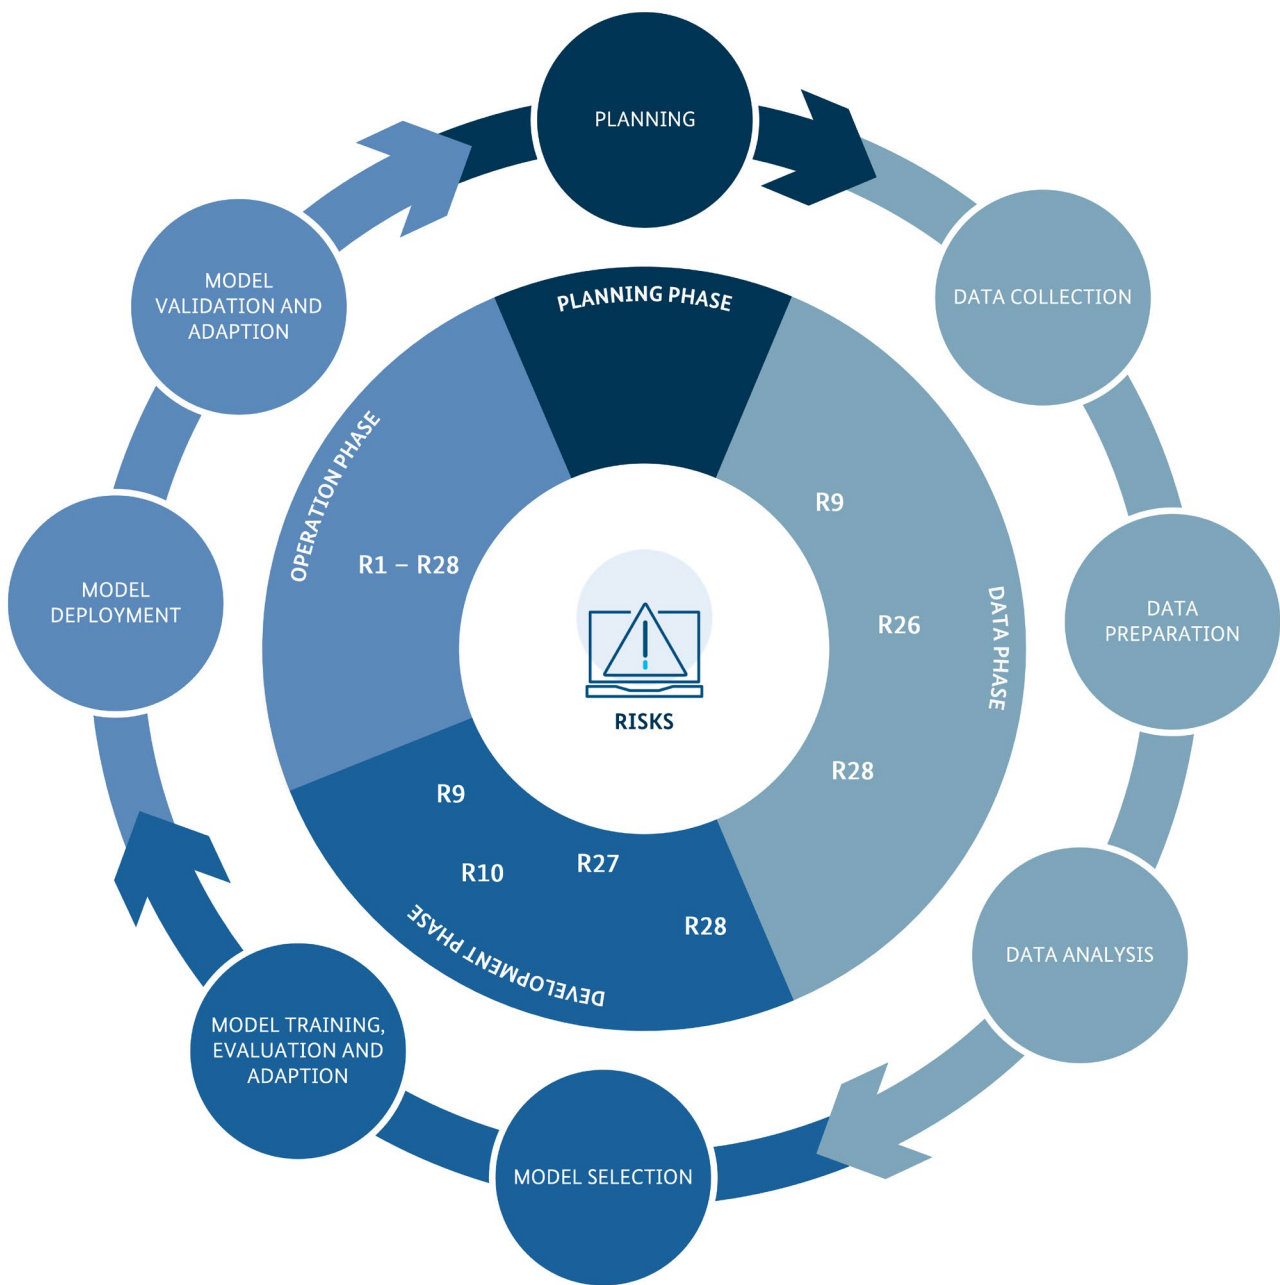 PLANNING
DATA COLLECTION
DATA
PREPARATION
DATA ANALYSIS
MODEL SELECTION
MODEL TRAINING,
EVALUATION AND
ADAPTION
MODEL
DEPLOYMENT
MODEL
VALIDATION AND
ADAPTION
PLANNING PHASE
DATA PHASE
R9
R26
R28
DEVELOPMENT PHASE
R9
R10
R27
R28
OPERATION PHASE
R1 – R28
RISKS